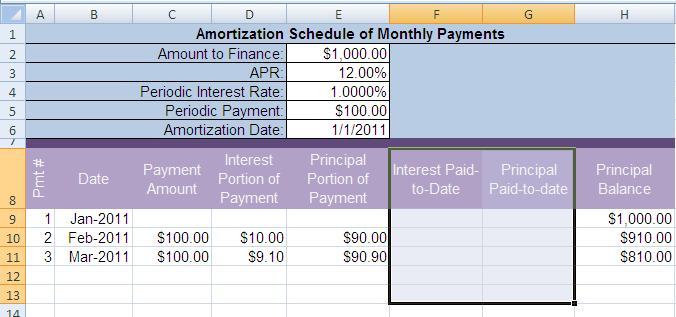 A B C D E F G H
1 Amortization Schedule of Monthly Payments
2 Amount to Finance: $1,000.00
3 APR: 12.00%
4 Periodic Interest Rate: 1.0000%
5 Periodic Payment: $100.00
6 Amortization Date: 1/1/2011
7
8 Pmt # Date Payment Amount Interest Portion of Payment Principal Portion of Payment Interest Paid-to-Date Principal Paid-to-date Principal Balance
9 1 Jan-2011 $1,000.00
10 2 Feb-2011 $100.00 $10.00 $90.00 $910.00
11 3 Mar-2011 $100.00 $9.10 $90.90 $810.00
12
13
14